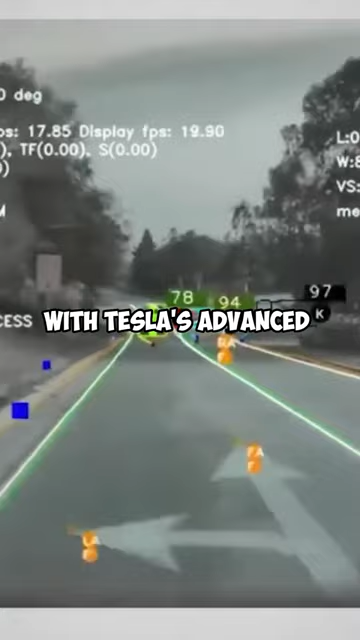 0 deg
os: 17.85 Display fps: 19.90
), TF(0.00), S(0.00)
)
M
L:0
W:8
VS:
me
78
94
97
K
CESS
WITH TESLA'S ADVANCED
RA